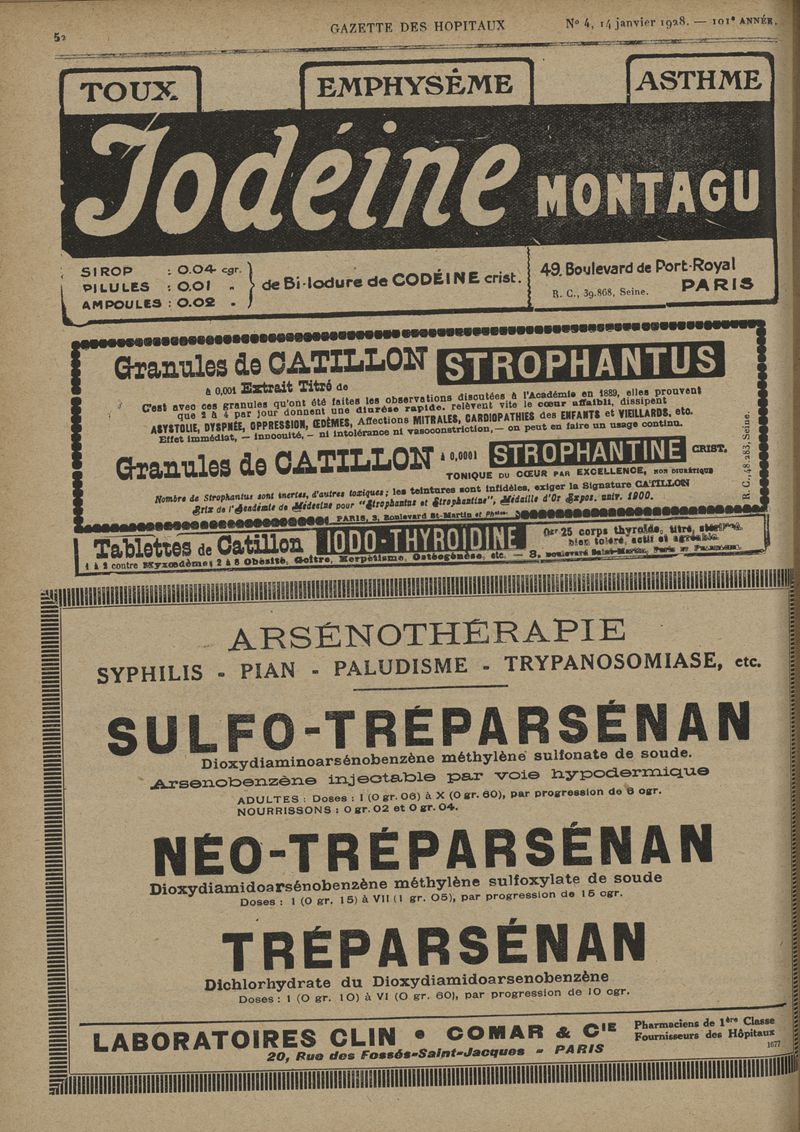 52
GAZETTE DES HOPITAUX
Nº 4, 14 janvier 1928. — 101e ANNÉE.
TOUX
EMPHYSÊME
ASTHME
Iodéine MONTAGU
SIROP : 0.04 cgr.
PILULES : 0.01 "
AMPOULES : 0.02 "
de Bi-Iodure de CODÉINE crist.
49, Boulevard de Port-Royal
R. C., 39.868, Seine. PARIS
Granules de CATILLON STROPHANTUS
à 0,001 Extrait Titré de
C'est avec ces granules qu'ont été faites les observations discutées à l'Académie en 1889, elles prouvent
que 2 à 4 par jour donnent une diurèse rapide, relèvent vite le cœur affaibli, dissipent
ASYSTOLIE, DYSPNÉE, OPPRESSION, ŒDÈMES, Affections MITRALES, CARDIOPATHIES des ENFANTS et VIEILLARDS, etc.
Effet immédiat, — innocuité, — ni intolérance ni vasoconstriction, — on peut en faire un usage continu.
Granules de CATILLON à 0,0001 STROPHANTINE CRIST.
TONIQUE DU CŒUR PAR EXCELLENCE, NON DIURÉTIQUE
Nombre de Strophantus sont inertes, d'autres toxiques; les teintures sont infidèles, exiger la Signature CATILLON
Prix de l'Académie de Médecine pour "Strophantus et Strophantine", Médaille d'Or Expos. univ. 1900.
PARIS, 3, Boulevard St-Martin et Phies
R. C., 48.283, Seine.
Tablettes de Catillon IODO-THYROIDINE
0gr 25 corps thyroïde, titré, stérilisé,
bien toléré, actif et agréable
1 à 2 contre Myxœdème; 2 à 8 Obésité, Goître, Herpétisme, Ostéogénèse, etc. — 3, Boulevard Saint-Martin, Paris et Pharmacies.
ARSÉNOTHÉRAPIE
SYPHILIS - PIAN - PALUDISME - TRYPANOSOMIASE, etc.
SULFO-TRÉPARSÉNAN
Dioxydiaminoarsénobenzène méthylène sulfonate de soude.
Arsenobenzène injectable par voie hypodermique
ADULTES : Doses : I (0 gr. 06) à X (0 gr. 60), par progression de 6 cgr.
NOURRISSONS : 0 gr. 02 et 0 gr. 04.
NÉO-TRÉPARSÉNAN
Dioxydiamidoarsénobenzène méthylène sulfoxylate de soude
Doses : I (0 gr. 15) à VII (1 gr. 05), par progression de 15 cgr.
TRÉPARSÉNAN
Dichlorhydrate du Dioxydiamidoarsenobenzène
Doses : I (0 gr. 10) à VI (0 gr. 60), par progression de 10 cgr.
LABORATOIRES CLIN • COMAR & CIE
20, Rue des Fossés-Saint-Jacques - PARIS
Pharmaciens de 1ère Classe
Fournisseurs des Hôpitaux
1677